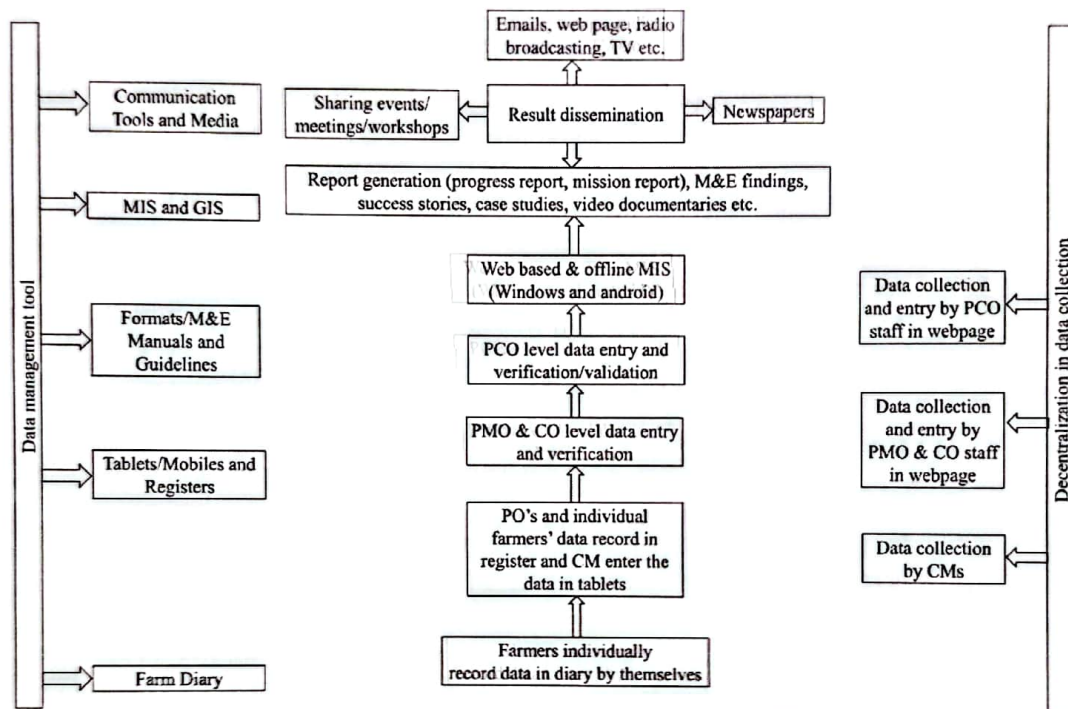 Emails, web page, radio
broadcasting, TV etc.
Communication
Tools and Media
Sharing events/
meetings/workshops
Result dissemination
Newspapers
Report generation (progress report, mission report), M&E findings,
success stories, case studies, video documentaries etc.
MIS and GIS
Web based & offline MIS
(Windows and android)
Data collection
and entry by PCO
staff in webpage
Formats/M&E
Manuals and
Guidelines
PCO level data entry and
verification/validation
Data management tool
Decentralization in data collection
PMO & CO level data entry
and verification
Data collection
and entry by
PMO & CO staff
in webpage
Tablets/Mobiles and
Registers
PO's and individual
farmers' data record in
register and CM enter the
data in tablets
Data collection
by CMs
Farmers individually
record data in diary by themselves
Farm Diary